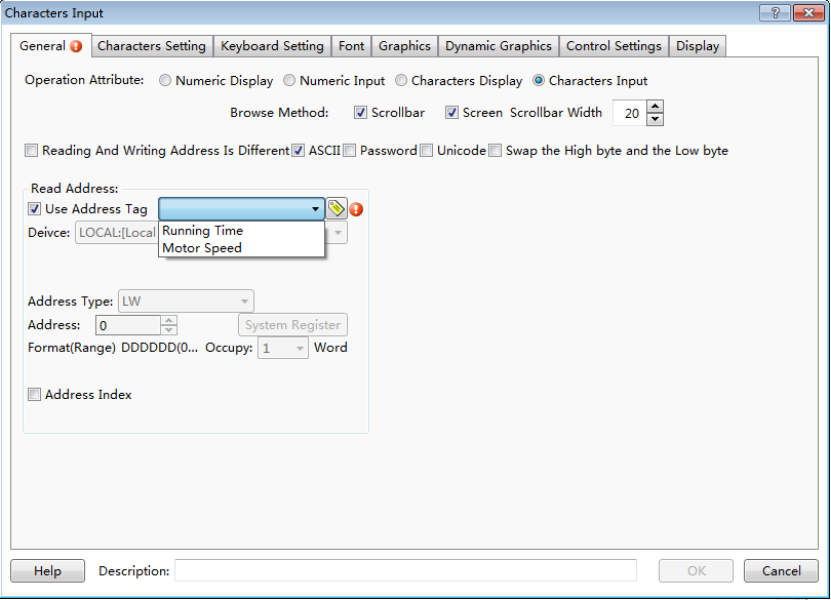 Characters Input
General Characters Setting Keyboard Setting Font Graphics Dynamic Graphics Control Settings Display
Operation Attribute: Numeric Display Numeric Input Characters Display Characters Input
Browse Method: Scrollbar Screen Scrollbar Width 20
Reading And Writing Address Is Different ASCII Password Unicode Swap the High byte and the Low byte
Read Address:
Use Address Tag
Deivce: LOCAL:[Local
Running Time
Motor Speed
Address Type: LW
Address: 0 System Register
Format(Range) DDDDDD(0... Occupy: 1 Word
Address Index
Help Description: OK Cancel